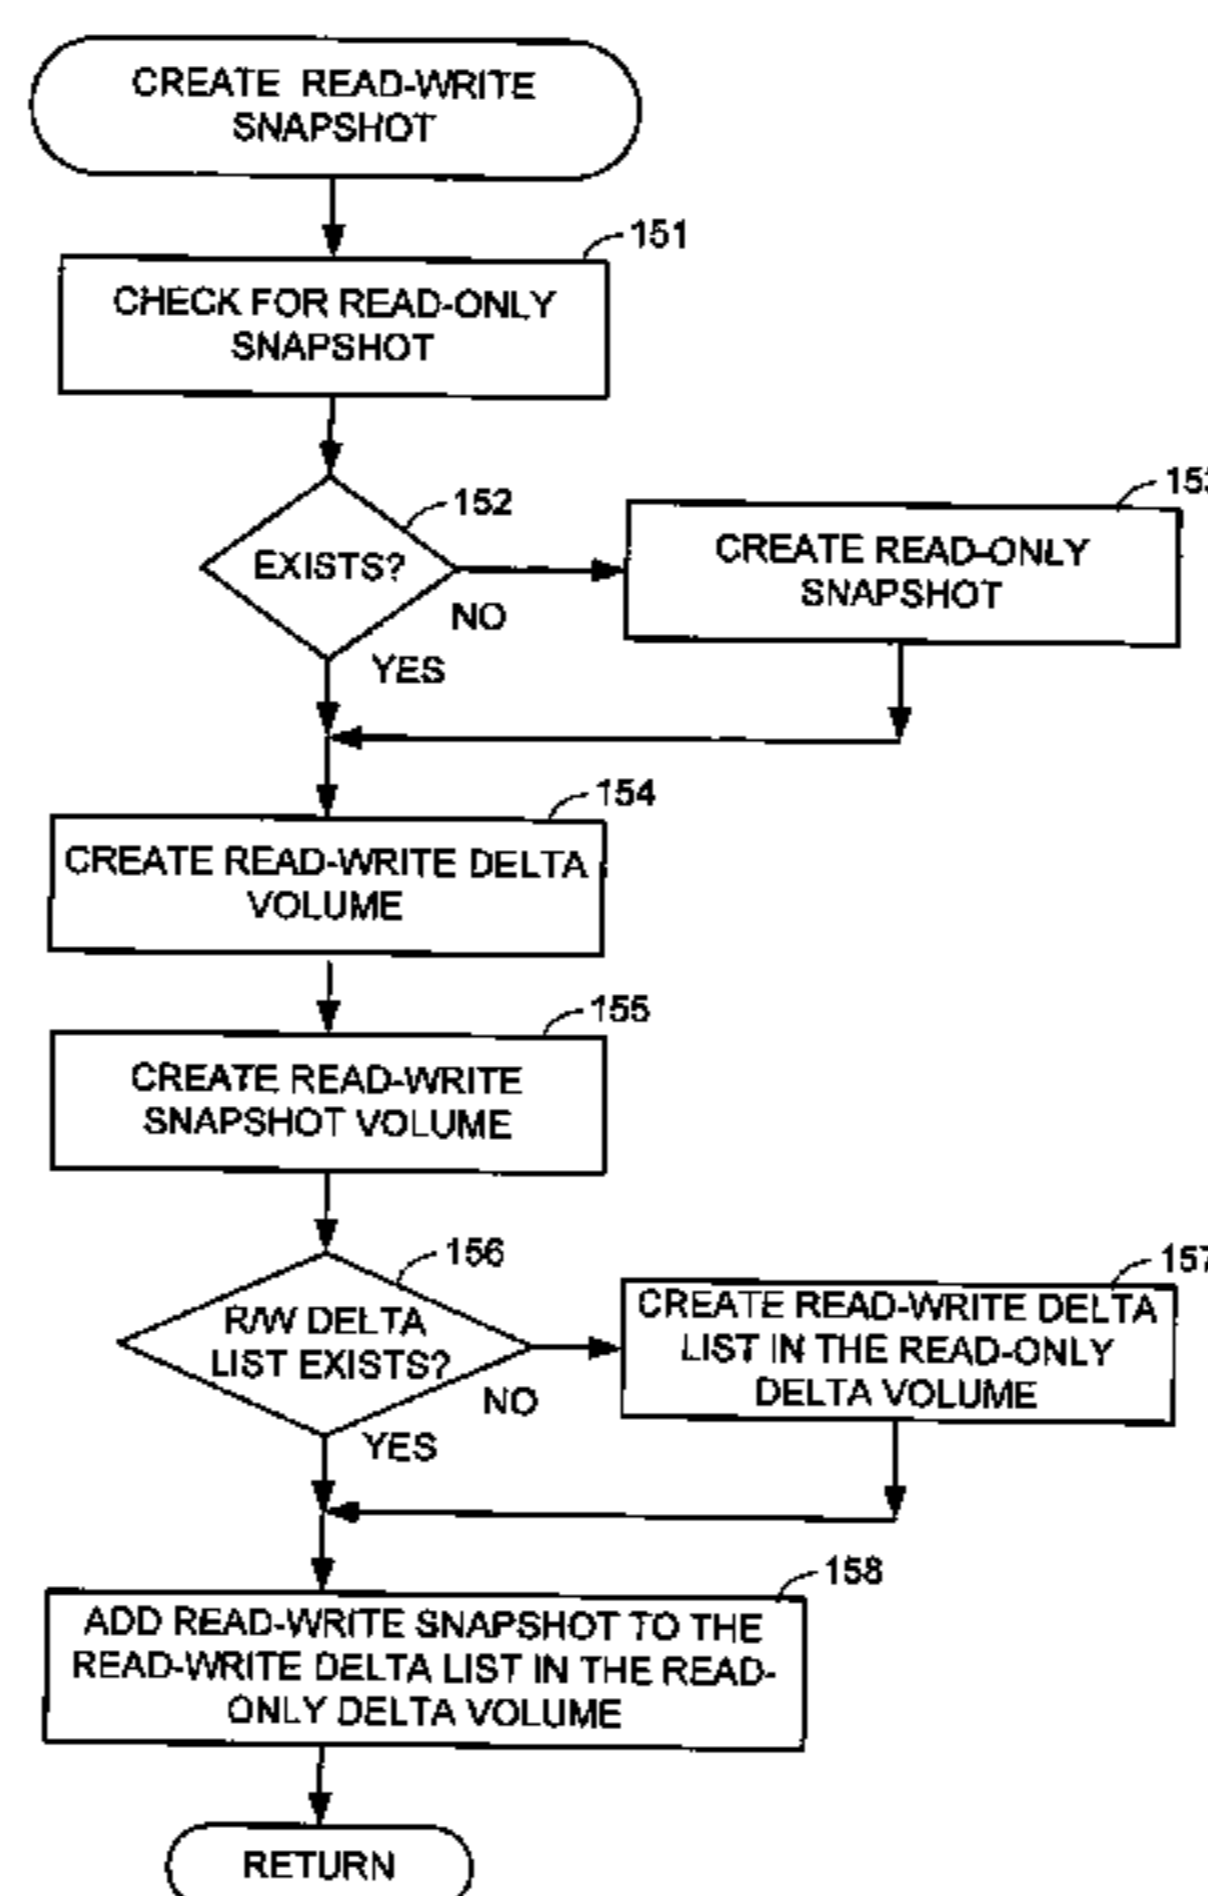 CREATE READ-WRITE
SNAPSHOT
151
CHECK FOR READ-ONLY
SNAPSHOT
152
EXISTS?
NO
YES
CREATE READ-ONLY
SNAPSHOT
154
CREATE READ-WRITE DELTA
VOLUME
155
CREATE READ-WRITE
SNAPSHOT VOLUME
156
R/W DELTA
LIST EXISTS?
NO
YES
157
CREATE READ-WRITE DELTA
LIST IN THE READ-ONLY
DELTA VOLUME
158
ADD READ-WRITE SNAPSHOT TO THE
READ-WRITE DELTA LIST IN THE READ-
ONLY DELTA VOLUME
RETURN